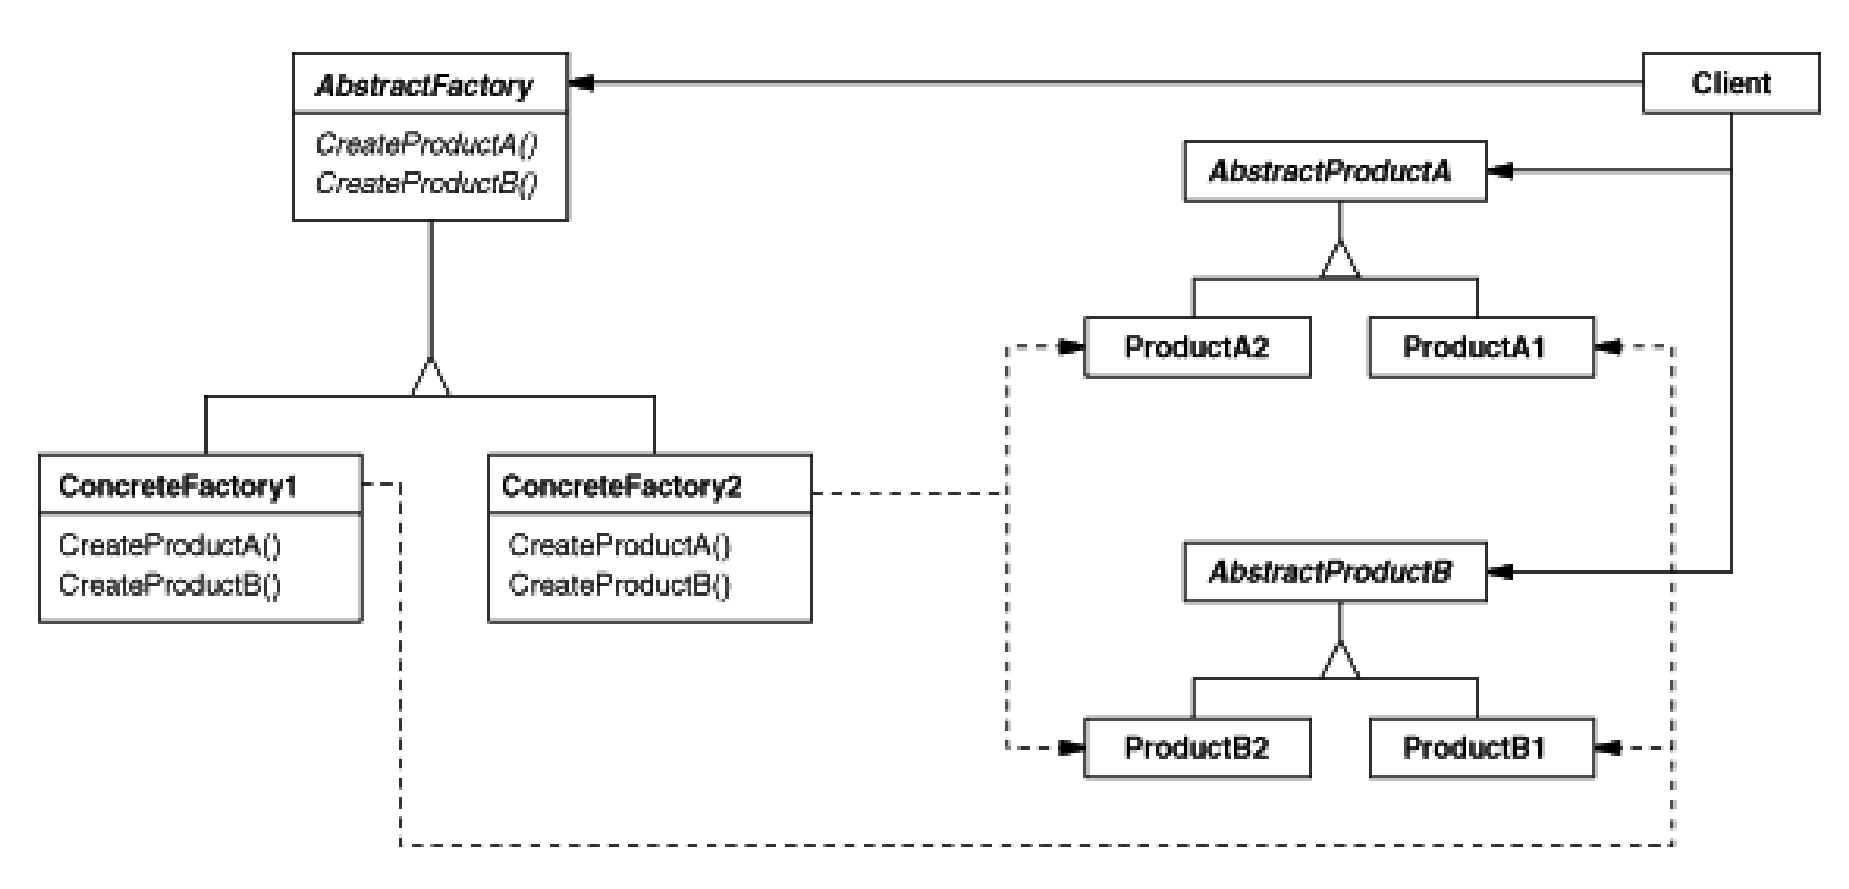 AbstractFactory
CreateProductA()
CreateProductB()
Client
AbstractProductA
ProductA2
ProductA1
ConcreteFactory1
CreateProductA()
CreateProductB()
ConcreteFactory2
CreateProductA()
CreateProductB()
AbstractProductB
ProductB2
ProductB1